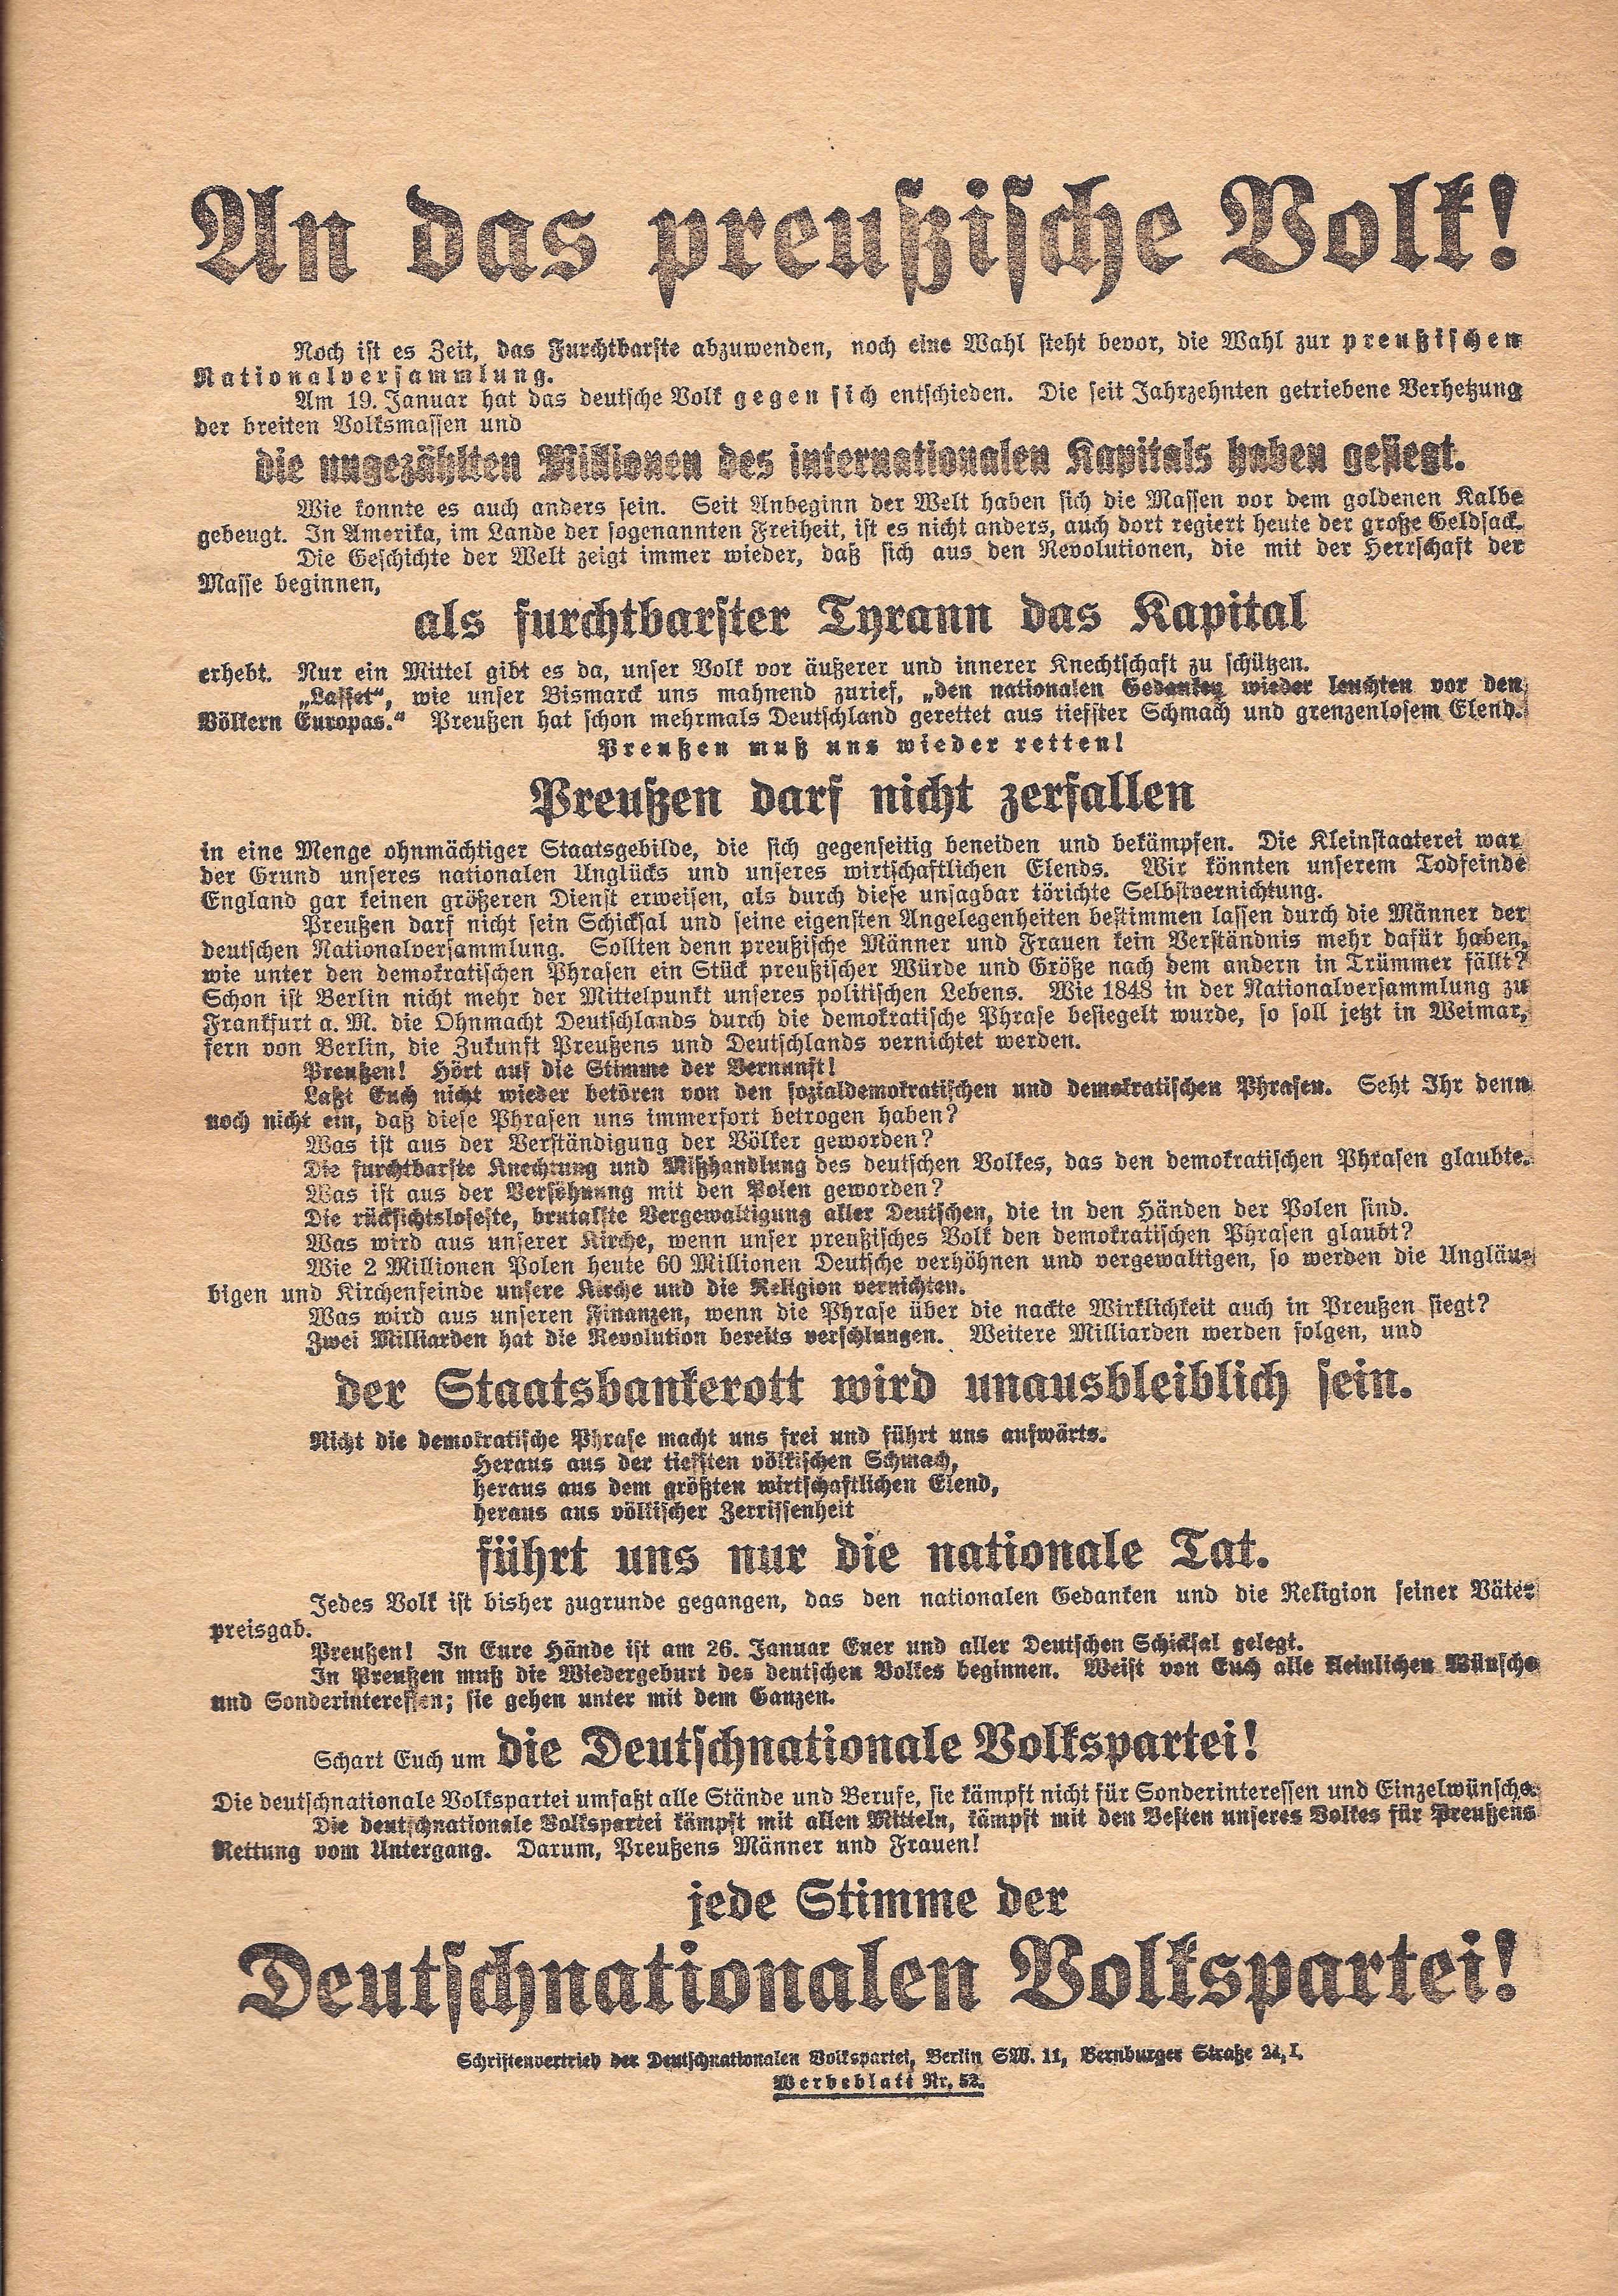 An das preußische Volk!
Noch ist es Zeit, das Furchtbarste abzuwenden, noch eine Wahl steht bevor, die Wahl zur preußischen
Nationalversammlung.
Am 19. Januar hat das deutsche Volk gegen sich entschieden. Die seit Jahrzehnten getriebene Verhetzung
der breiten Volksmassen und
die ungezählten Millionen des internationalen Kapitals haben gesiegt.
Wie konnte es auch anders sein. Seit Anbeginn der Welt haben sich die Massen vor dem goldenen Kalbe
gebeugt. In Amerika, im Lande der sogenannten Freiheit, ist es nicht anders, auch dort regiert heute der große Geldsack.
Die Geschichte der Welt zeigt immer wieder, daß sich aus den Revolutionen, die mit der Herrschaft der
Masse beginnen,
als furchtbarster Tyrann das Kapital
erhebt. Nur ein Mittel gibt es da, unser Volk vor äußerer und innerer Knechtschaft zu schützen.
„Lasset“, wie unser Bismarck uns mahnend zurief, „den nationalen Gedanken wieder leuchten vor den
Völkern Europas.“ Preußen hat schon mehrmals Deutschland gerettet aus tiefster Schmach und grenzenlosem Elend.
Preußen muß uns wieder retten!
Preußen darf nicht zerfallen
in eine Menge ohnmächtiger Staatsgebilde, die sich gegenseitig beneiden und bekämpfen. Die Kleinstaaterei war
der Grund unseres nationalen Unglücks und unseres wirtschaftlichen Elends. Wir könnten unserem Todfeinde
England gar keinen größeren Dienst erweisen, als durch diese unsagbar törichte Selbstvernichtung.
Preußen darf nicht sein Schicksal und seine eigensten Angelegenheiten bestimmen lassen durch die Männer der
deutschen Nationalversammlung. Sollten denn preußische Männer und Frauen kein Verständnis mehr dafür haben,
wie unter den demokratischen Phrasen ein Stück preußischer Würde und Größe nach dem andern in Trümmer fällt?
Schon ist Berlin nicht mehr der Mittelpunkt unseres politischen Lebens. Wie 1848 in der Nationalversammlung zu
Frankfurt a. M. die Ohnmacht Deutschlands durch die demokratische Phrase besiegelt wurde, so soll jetzt in Weimar,
fern von Berlin, die Zukunft Preußens und Deutschlands vernichtet werden.
Preußen! Hört auf die Stimme der Vernunft!
Laßt Euch nicht wieder betören von den sozialdemokratischen und demokratischen Phrasen. Seht Ihr denn
noch nicht ein, daß diese Phrasen uns immerfort betrogen haben?
Was ist aus der Verständigung der Völker geworden?
Die furchtbarste Knechtung und Mißhandlung des deutschen Volkes, das den demokratischen Phrasen glaubte.
Was ist aus der Versöhnung mit den Polen geworden?
Die rücksichtsloseste, brutalste Vergewaltigung aller Deutschen, die in den Händen der Polen sind.
Was wird aus unserer Kirche, wenn unser preußisches Volk den demokratischen Phrasen glaubt?
Wie 2 Millionen Polen heute 60 Millionen Deutsche verhöhnen und vergewaltigen, so werden die Ungläu-
bigen und Kirchenfeinde unsere Kirche und die Religion vernichten.
Was wird aus unseren Finanzen, wenn die Phrase über die nackte Wirklichkeit auch in Preußen siegt?
Zwei Milliarden hat die Revolution bereits verschlungen. Weitere Milliarden werden folgen, und
der Staatsbankerott wird unausbleiblich sein.
Nicht die demokratische Phrase macht uns frei und führt uns aufwärts.
Heraus aus der tiefsten völkischen Schmach,
heraus aus dem größten wirtschaftlichen Elend,
heraus aus völkischer Zerrissenheit
führt uns nur die nationale Tat.
Jedes Volk ist bisher zugrunde gegangen, das den nationalen Gedanken und die Religion seiner Väter
preisgab.
Preußen! In Eure Hände ist am 26. Januar Euer und aller Deutschen Schicksal gelegt.
In Preußen muß die Wiedergeburt des deutschen Volkes beginnen. Weist von Euch alle kleinlichen Wünsche
und Sonderinteressen; sie gehen unter mit dem Ganzen.
Schart Euch um die Deutschnationale Volkspartei!
Die deutschnationale Volkspartei umfaßt alle Stände und Berufe, sie kämpft nicht für Sonderinteressen und Einzelwünsche.
Die deutschnationale Volkspartei kämpft mit allen Mitteln, kämpft mit den Besten unseres Volkes für Preußens
Rettung vom Untergang. Darum, Preußens Männer und Frauen!
jede Stimme der
Deutschnationalen Volkspartei!
Schriftenvertrieb der Deutschnationalen Volkspartei, Berlin SW. 11, Bernburger Straße 24, I.
Werbeblatt Nr. 52.